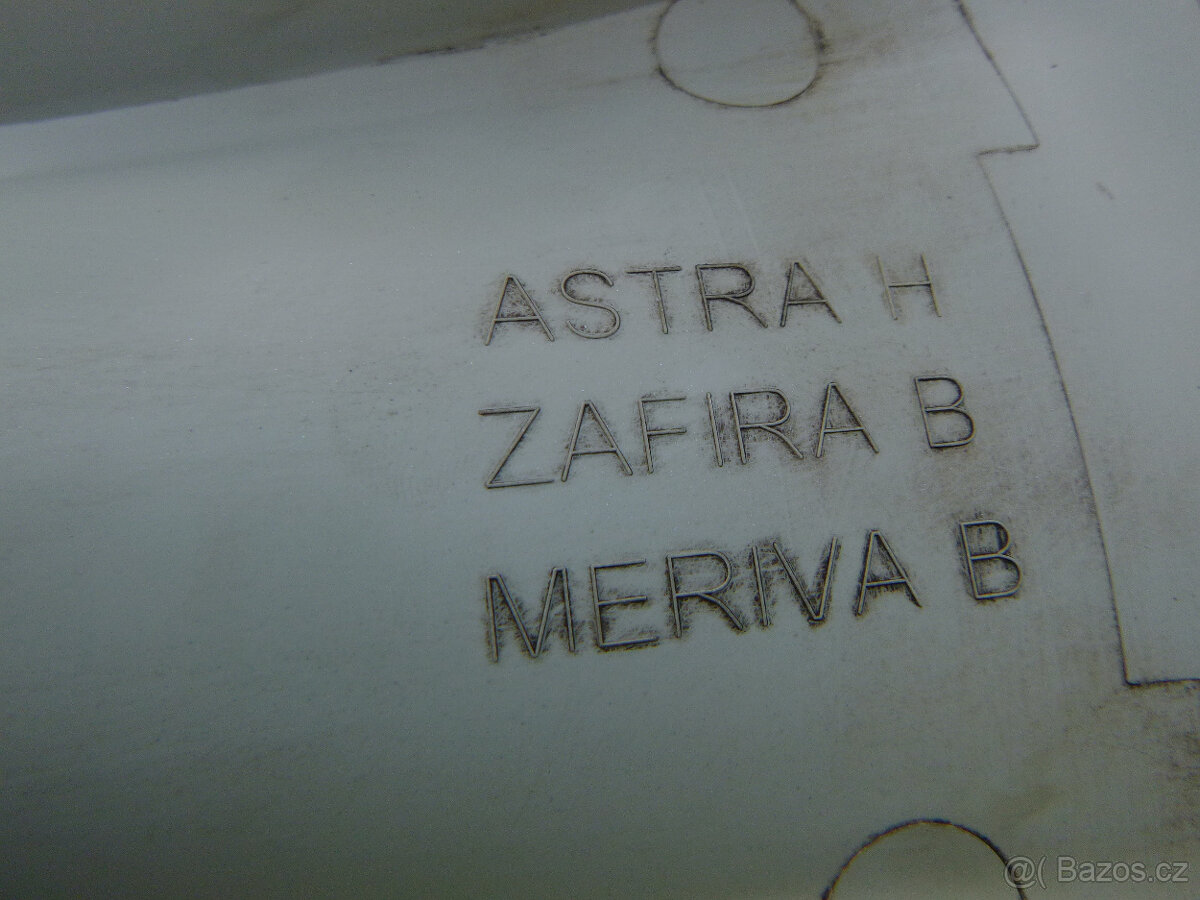 ASTRA H
ZAFIRA B
MERIVA B
@( Bazos.cz